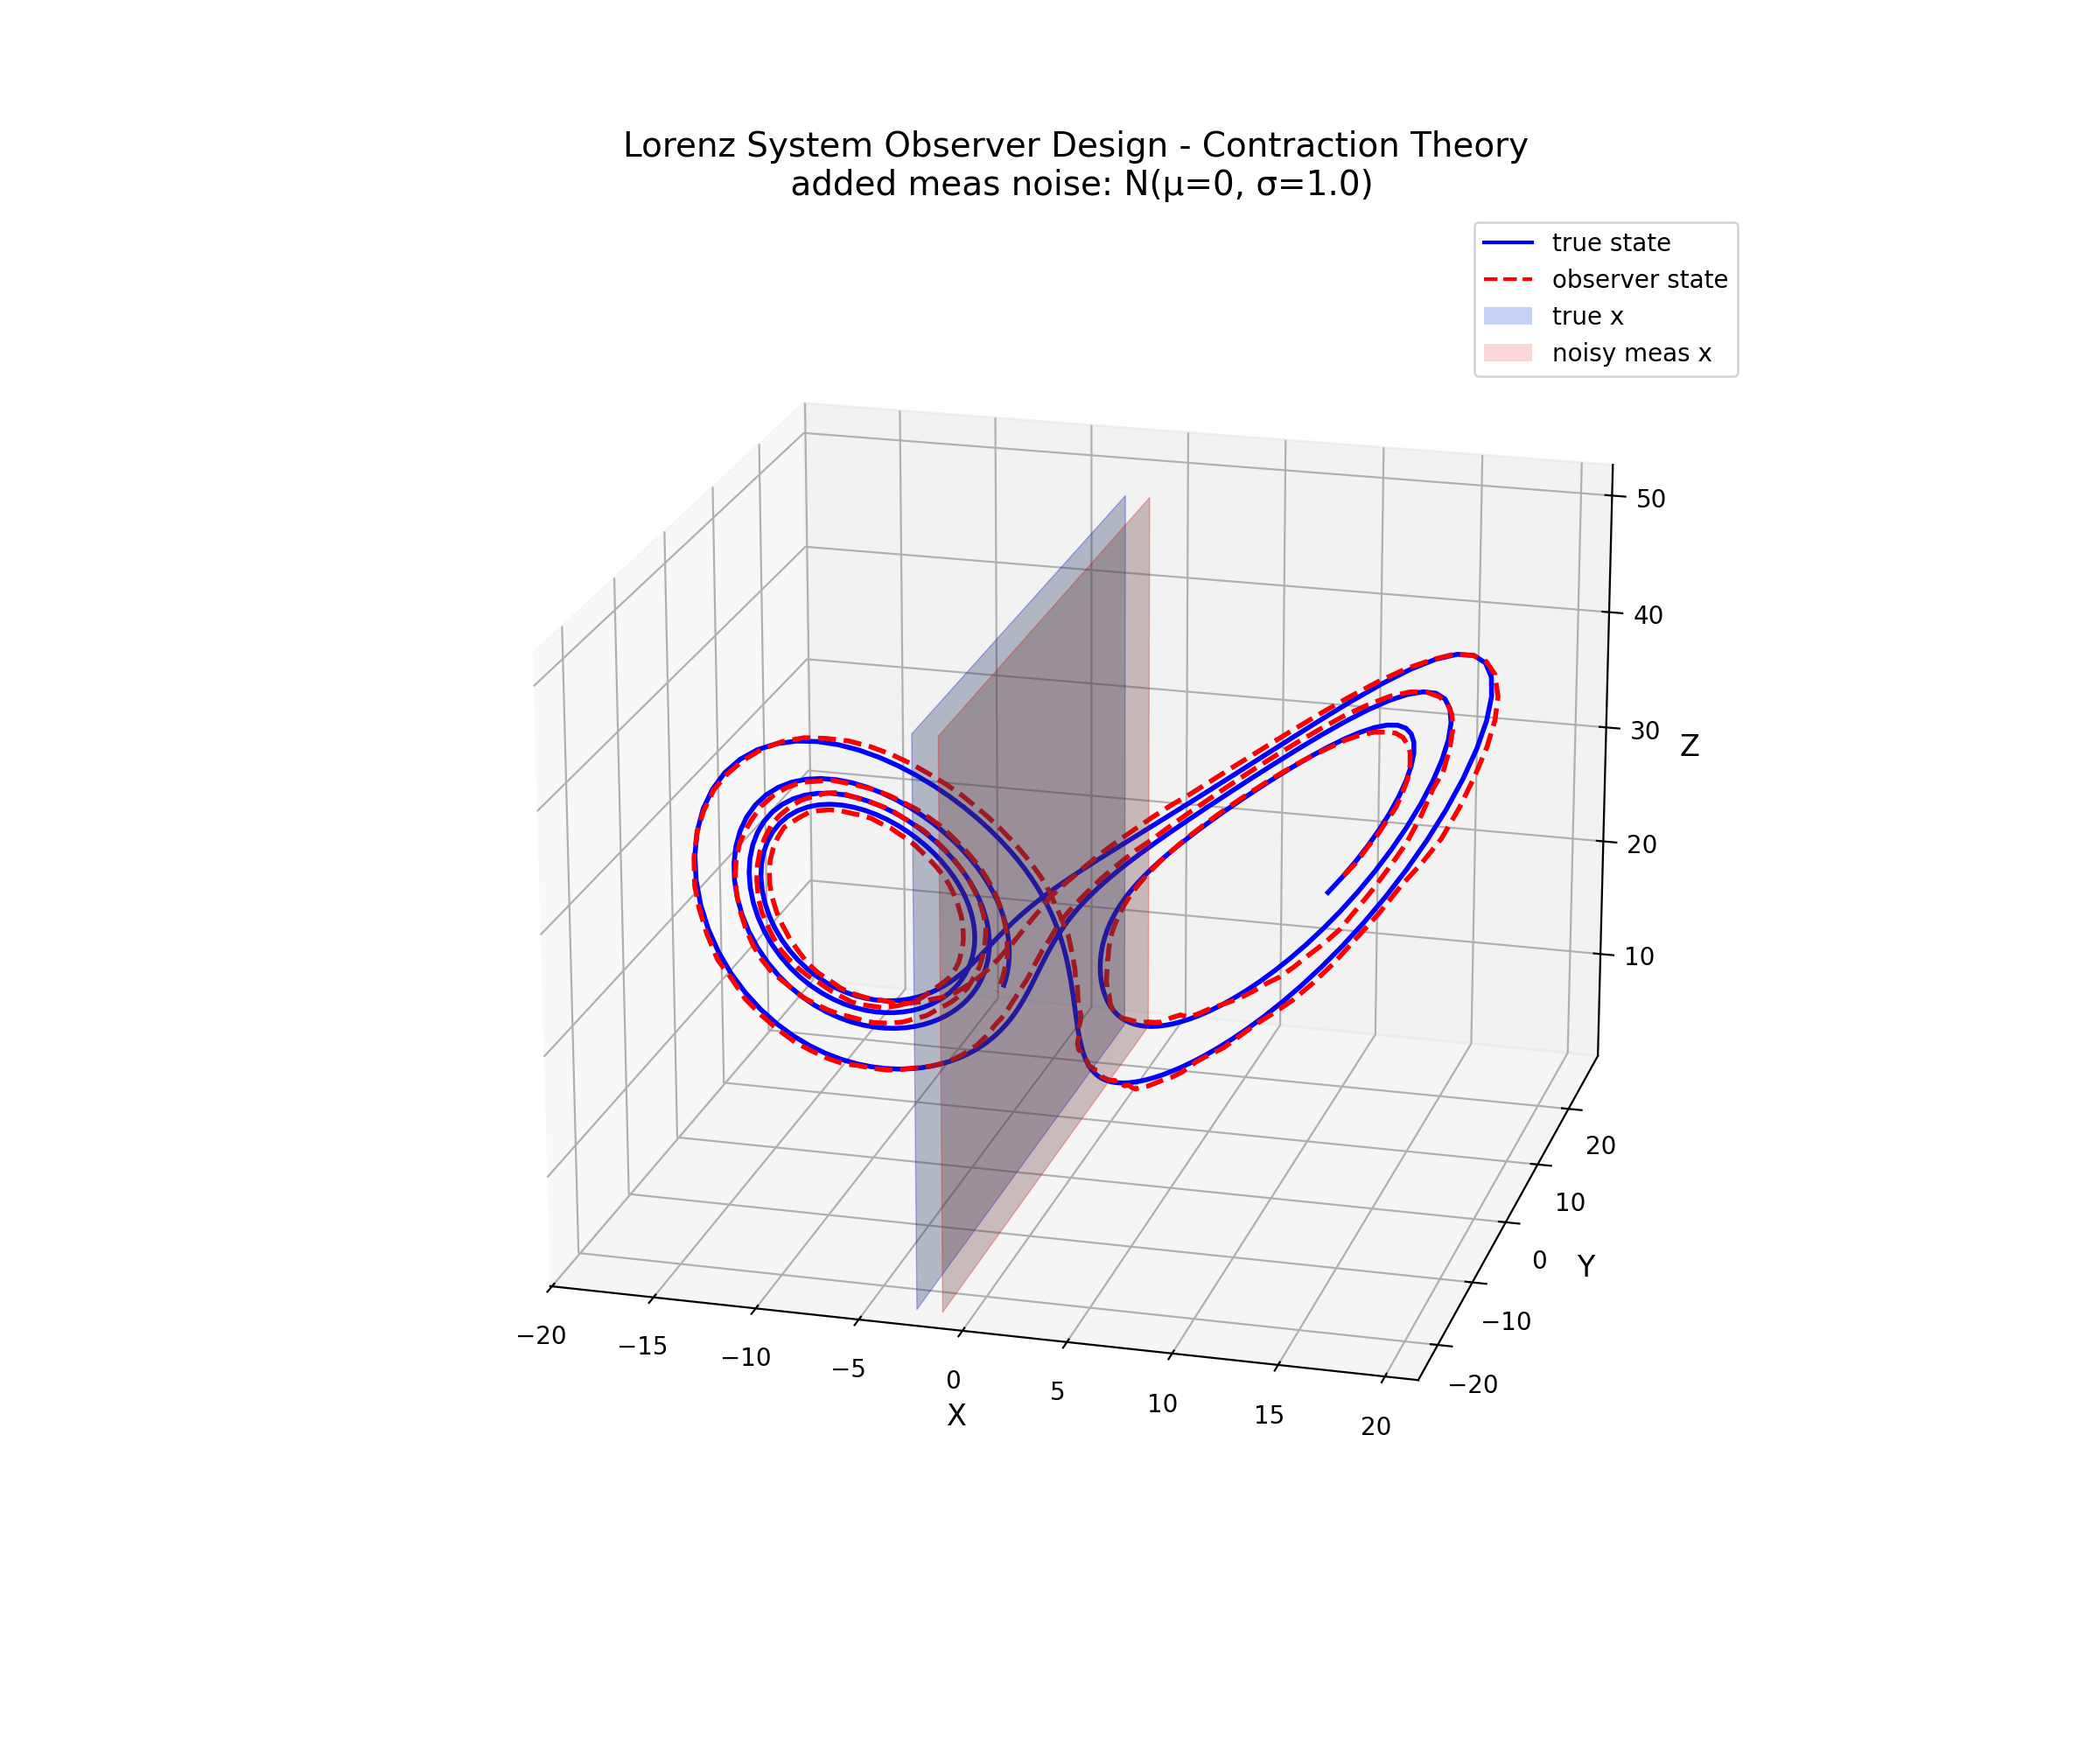 Lorenz System Observer Design - Contraction Theory
added meas noise: N(μ=0, σ=1.0)
true state
observer state
true x
noisy meas x
50
40
30
20
10
Z
20
10
0
−10
−20
Y
−20
−15
−10
−5
0
5
10
15
20
X